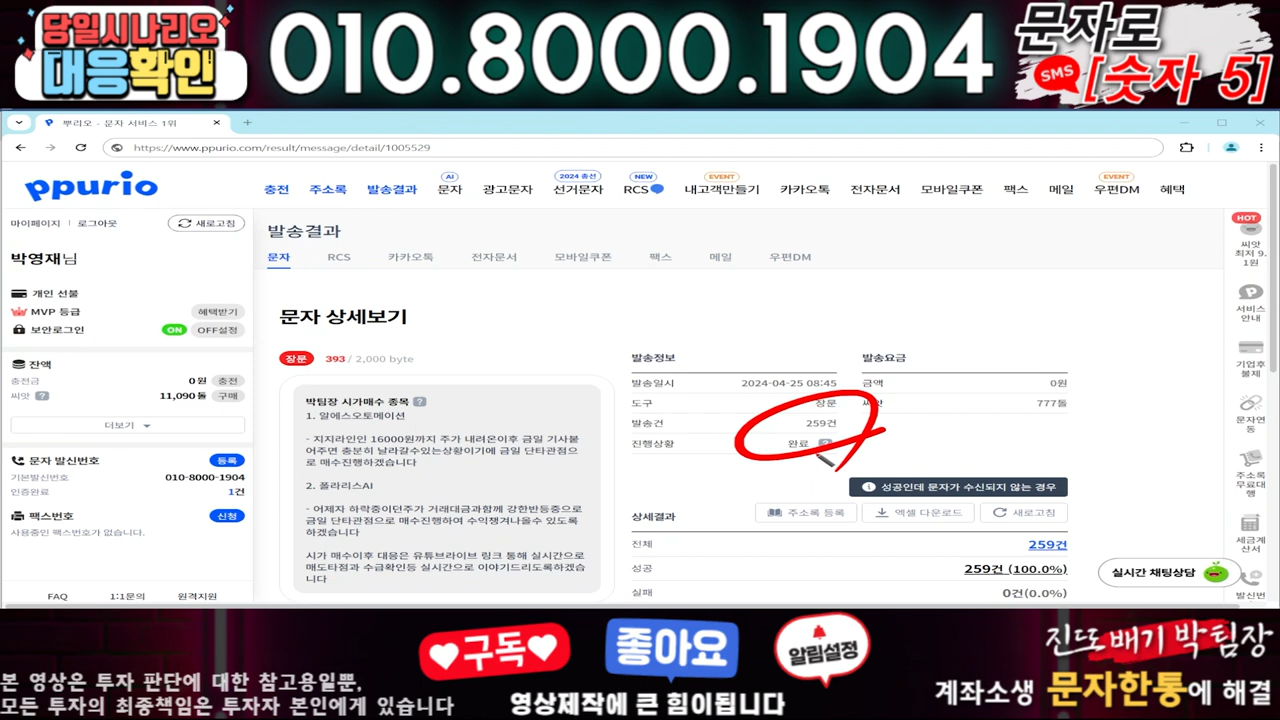 당일시나리오
대응확인
010.8000.1904
문자로
SMS [숫자 5]
뿌리오 - 문자 서비스 1위
https://www.ppurio.com/result/message/detail/1005529
ppurio
충전
주소록
발송결과
AI
문자
광고문자
2024 총선
선거문자
NEW
RCS
EVENT
내고객만들기
카카오톡
전자문서
모바일쿠폰
팩스
메일
EVENT
우편DM
혜택
마이페이지 | 로그아웃
새로고침
박영재님
개인 선불
MVP 등급
혜택받기
보안로그인
ON
OFF설정
잔액
충전금
0원
충전
씨앗 ?
11,090톨
구매
더보기
문자 발신번호
등록
기본발신번호
010-8000-1904
인증완료
1건
팩스번호
신청
사용중인 팩스번호가 없습니다.
FAQ
1:1문의
원격지원
발송결과
문자
RCS
카카오톡
전자문서
모바일쿠폰
팩스
메일
우편DM
문자 상세보기
장문
393 / 2,000 byte
박팀장 시가매수 종목 ?
1. 알에스오토메이션
- 지지라인인 16000원까지 주가 내려온이후 금일 기사붙
어주면 충분히 날라갈수있는상황이기에 금일 단타관점으
로 매수진행하겠습니다
2. 폴라리스AI
- 어제자 하락중이던주가 거래대금과함께 강한반등중으로
금일 단타관점으로 매수진행하여 수익챙겨나올수 있도록
하겠습니다
시가 매수이후 대응은 유튜브라이브 링크 통해 실시간으로
매도타점과 수급확인등 실시간으로 이야기드리도록하겠습
니다
발송정보
발송일시
2024-04-25 08:45
도구
장문
발송건
259건
진행상황
완료 ?
발송요금
금액
0원
777톨
성공인데 문자가 수신되지 않는 경우
상세결과
주소록 등록
엑셀 다운로드
새로고침
전체
259건
성공
259건 (100.0%)
실패
0건(0.0%)
HOT
씨앗
최저 9.
1원
서비스
안내
기업후
불제
문자연
동
주소록
무료대
행
세금계
산서
발신번
실시간 채팅상담
구독
좋아요
알림설정
영상제작에 큰 힘이됩니다
본 영상은 투자 판단에 대한 참고용일뿐,
모든 투자의 최종책임은 투자자 본인에게 있습니다
진또배기 박팀장
계좌소생 문자한통에 해결